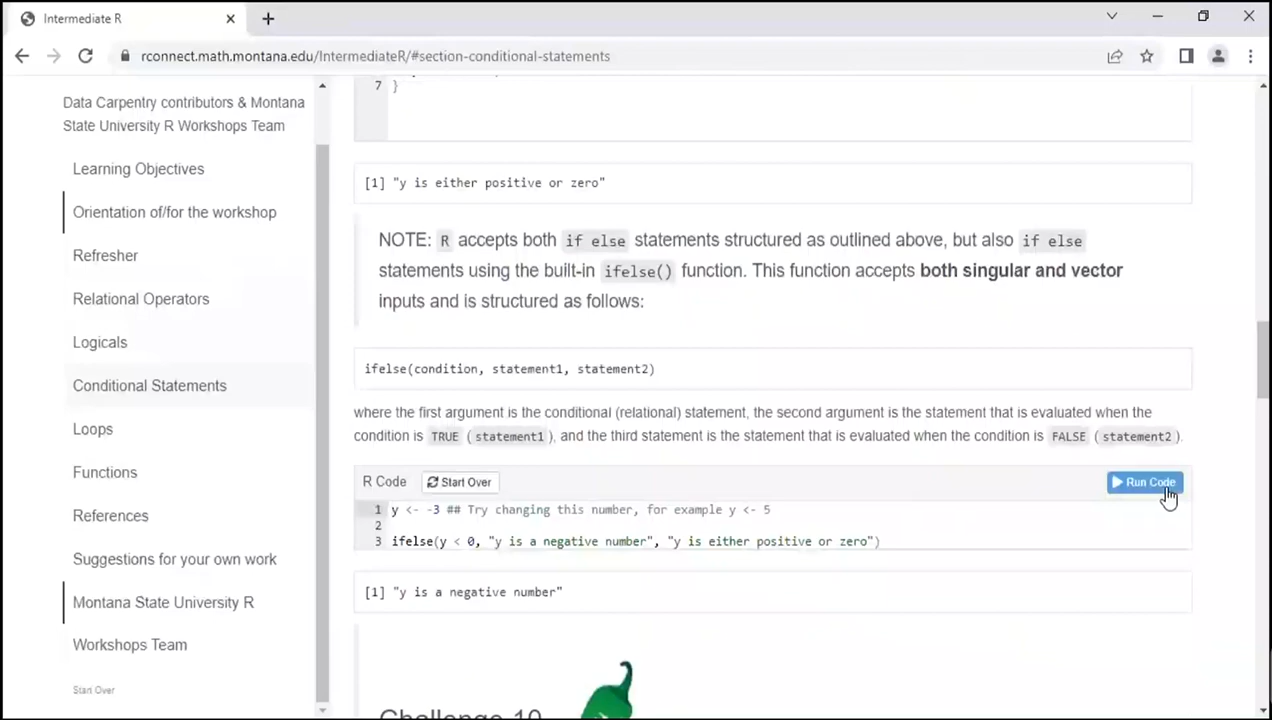 Intermediate R
rconnect.math.montana.edu/IntermediateR/#section-conditional-statements
Data Carpentry contributors & Montana
State University R Workshops Team
Learning Objectives
Orientation of/for the workshop
Refresher
Relational Operators
Logicals
Conditional Statements
Loops
Functions
References
Suggestions for your own work
Montana State University R
Workshops Team
Start Over
7 }
[1] "y is either positive or zero"
NOTE: R accepts both if else statements structured as outlined above, but also if else
statements using the built-in ifelse() function. This function accepts both singular and vector
inputs and is structured as follows:
ifelse(condition, statement1, statement2)
where the first argument is the conditional (relational) statement, the second argument is the statement that is evaluated when the
condition is TRUE (statement1), and the third statement is the statement that is evaluated when the condition is FALSE (statement2).
R Code Start Over Run Code
1 y <- -3 ## Try changing this number, for example y <- 5
2
3 ifelse(y < 0, "y is a negative number", "y is either positive or zero")
[1] "y is a negative number"
Challenge 10